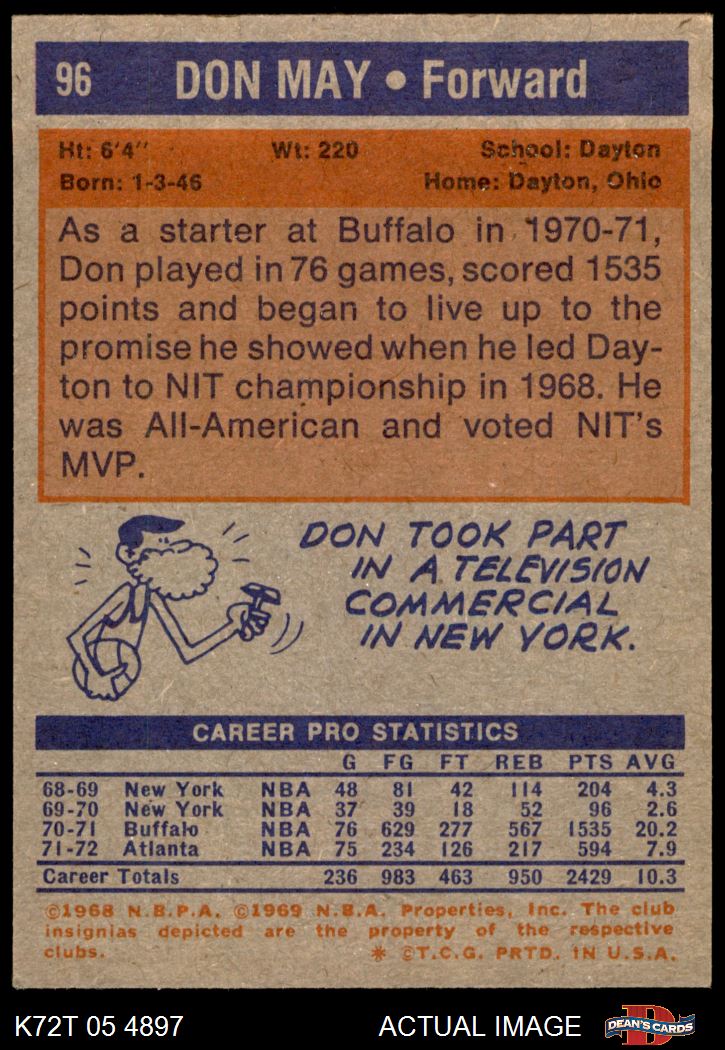 96 DON MAY • Forward
Ht: 6'4" Wt: 220 School: Dayton
Born: 1-3-46 Home: Dayton, Ohio
As a starter at Buffalo in 1970-71,
Don played in 76 games, scored 1535
points and began to live up to the
promise he showed when he led Day-
ton to NIT championship in 1968. He
was All-American and voted NIT's
MVP.
DON TOOK PART
IN A TELEVISION
COMMERCIAL
IN NEW YORK.
CAREER PRO STATISTICS
G FG FT REB PTS AVG
68-69 New York NBA 48 81 42 114 204 4.3
69-70 New York NBA 37 39 18 52 96 2.6
70-71 Buffalo NBA 76 629 277 567 1535 20.2
71-72 Atlanta NBA 75 234 126 217 594 7.9
Career Totals 236 983 463 950 2429 10.3
©1968 N.B.P.A. ©1969 N.B.A. Properties, Inc. The club
insignias depicted are the property of the respective
clubs. * ©T.C.G. PRTD. IN U.S.A.
K72T 05 4897 ACTUAL IMAGE D DEAN'S CARDS